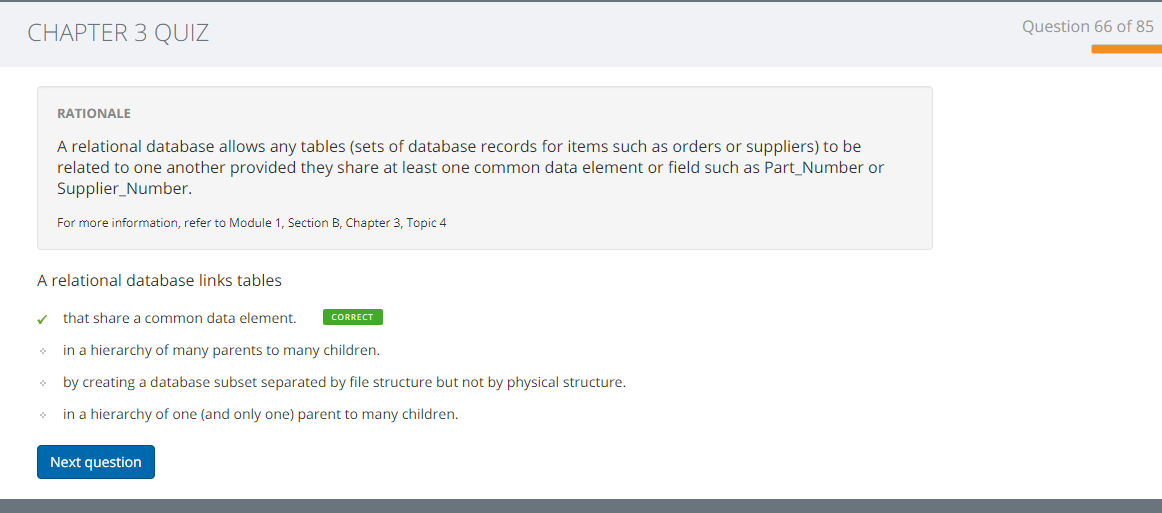 CHAPTER 3 QUIZ
Question 66 of 85
RATIONALE
A relational database allows any tables (sets of database records for items such as orders or suppliers) to be
related to one another provided they share at least one common data element or field such as Part_Number or
Supplier_Number.
For more information, refer to Module 1, Section B, Chapter 3, Topic 4
A relational database links tables
that share a common data element. CORRECT
in a hierarchy of many parents to many children.
by creating a database subset separated by file structure but not by physical structure.
in a hierarchy of one (and only one) parent to many children.
Next question